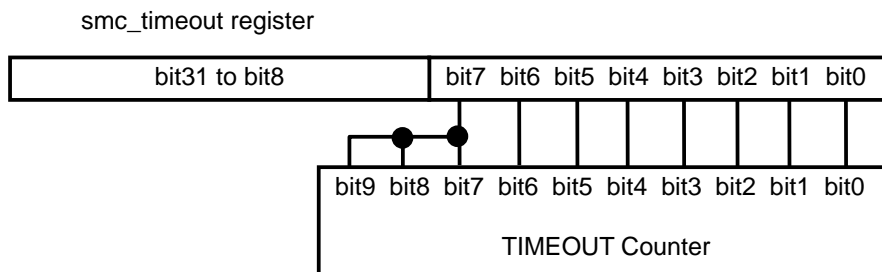 smc_timeout register
bit31 to bit8 bit7 bit6 bit5 bit4 bit3 bit2 bit1 bit0
bit9 bit8 bit7 bit6 bit5 bit4 bit3 bit2 bit1 bit0
TIMEOUT Counter